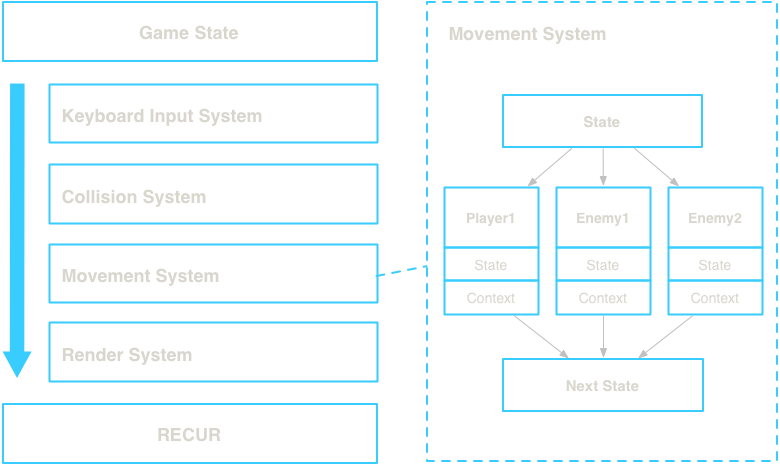 Game State
Keyboard Input System
Collision System
Movement System
Render System
RECUR
Movement System
State
Player1
Enemy1
Enemy2
State
State
State
Context
Context
Context
Next State